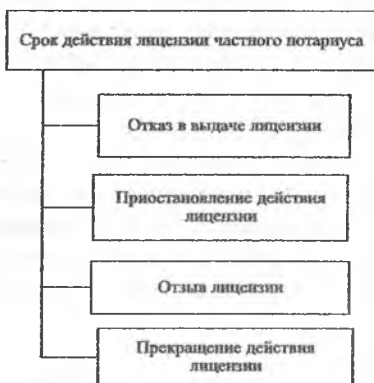 Срок действия лицензии частного нотариуса
Отказ в выдаче лицензии
Приостановление действия
лицензии
Отзыв лицензии
Прекращение действия
лицензии